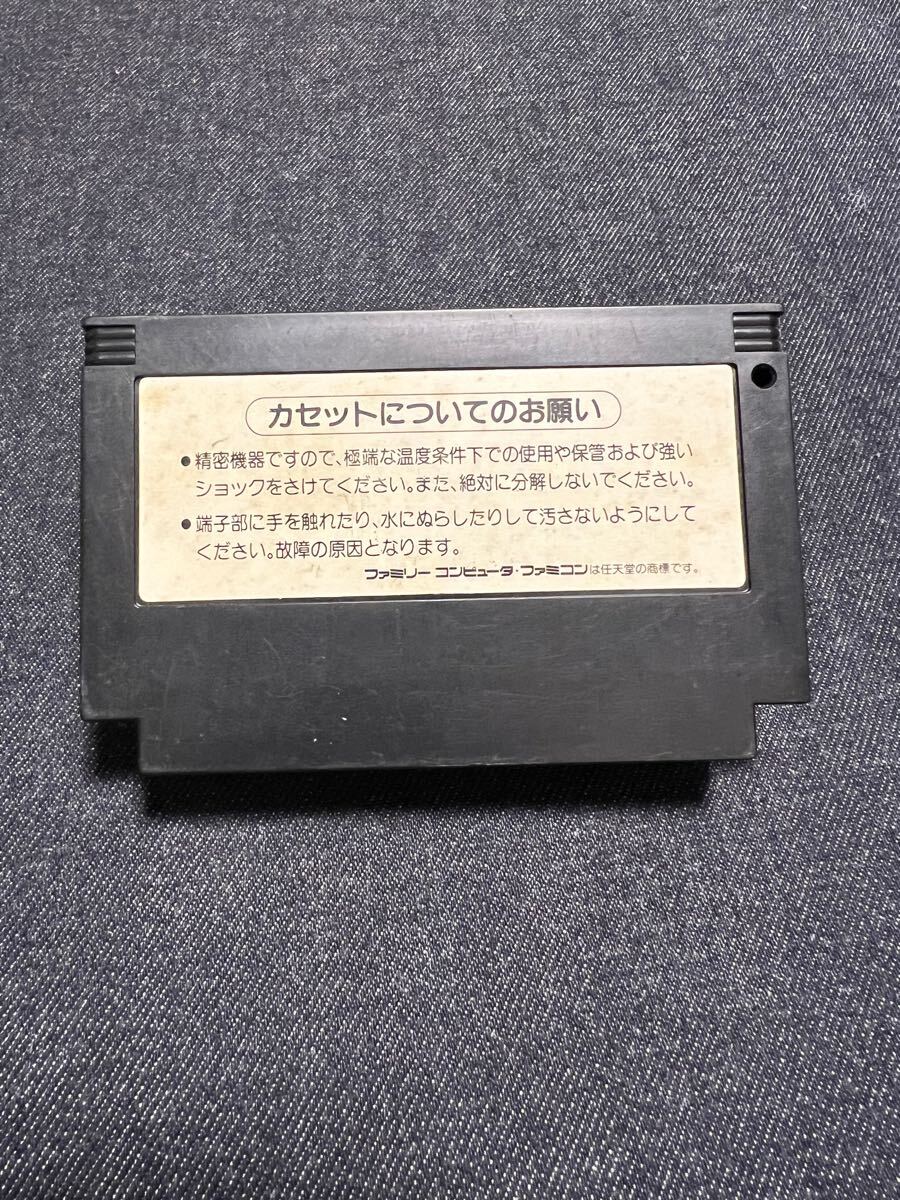 カセットについてのお願い
●精密機器ですので、極端な温度条件下での使用や保管および強い
ショックをさけてください。また、絶対に分解しないでください。
●端子部に手を触れたり、水にぬらしたりして汚さないようにして
ください。故障の原因となります。
ファミリー コンピュータ・ファミコンは任天堂の商標です。